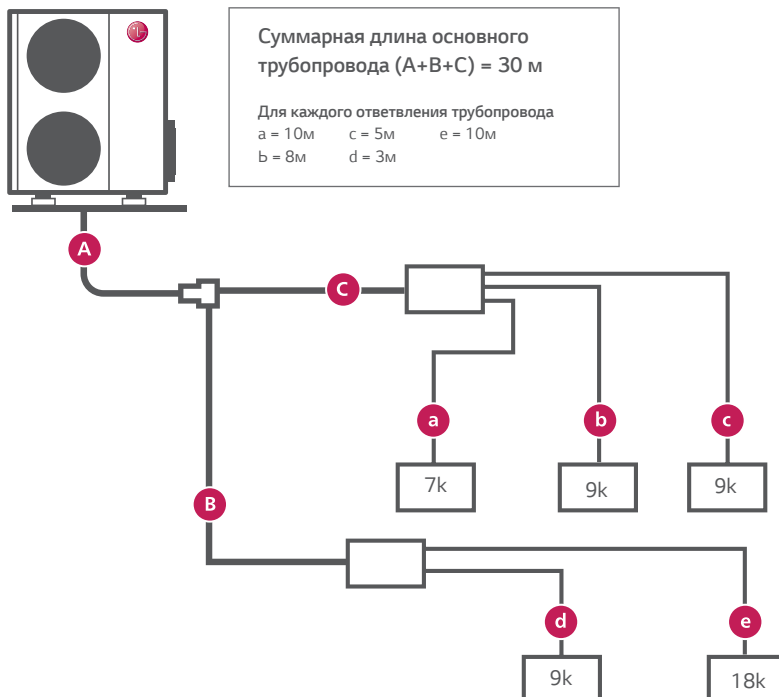 LG
Суммарная длина основного
трубопровода (A+B+C) = 30 м
Для каждого ответвления трубопровода
a = 10м c = 5м e = 10м
b = 8м d = 3м
A
C
a
b
c
7k
9k
9k
B
d
e
9k
18k